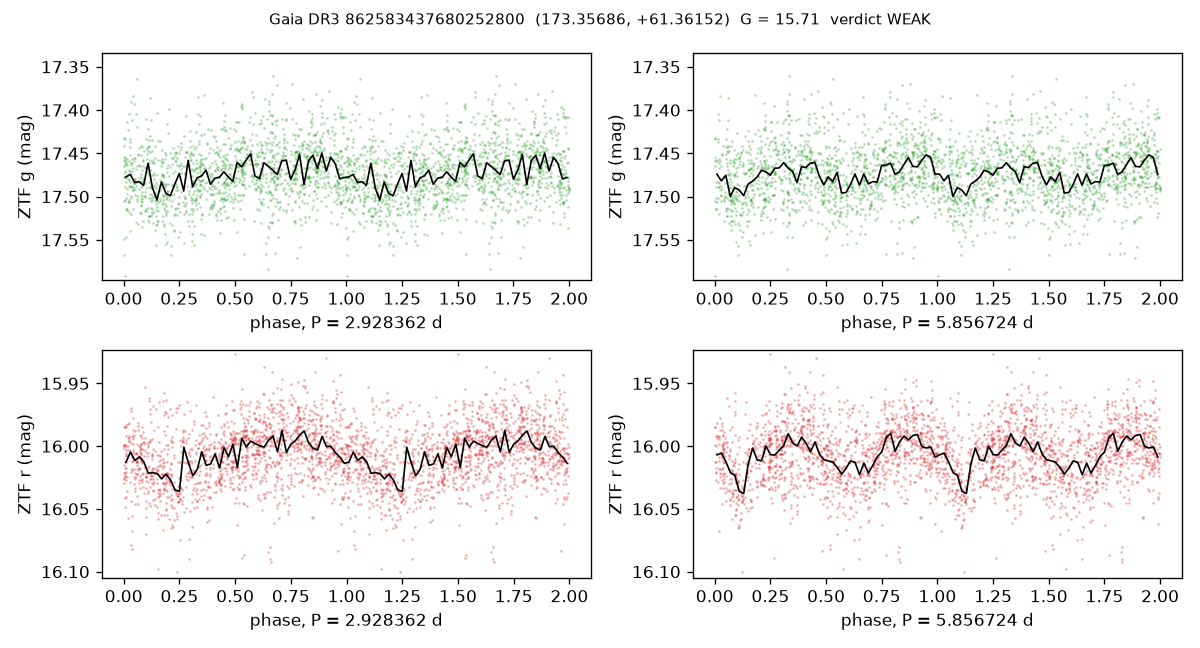 Gaia DR3 862583437680252800 (173.35686, +61.36152) G = 15.71 verdict WEAK
ZTF g (mag)
17.35
17.40
17.45
17.50
17.55
0.00 0.25 0.50 0.75 1.00 1.25 1.50 1.75 2.00
phase, P = 2.928362 d
ZTF g (mag)
17.35
17.40
17.45
17.50
17.55
0.00 0.25 0.50 0.75 1.00 1.25 1.50 1.75 2.00
phase, P = 5.856724 d
ZTF r (mag)
15.95
16.00
16.05
16.10
0.00 0.25 0.50 0.75 1.00 1.25 1.50 1.75 2.00
phase, P = 2.928362 d
ZTF r (mag)
15.95
16.00
16.05
16.10
0.00 0.25 0.50 0.75 1.00 1.25 1.50 1.75 2.00
phase, P = 5.856724 d